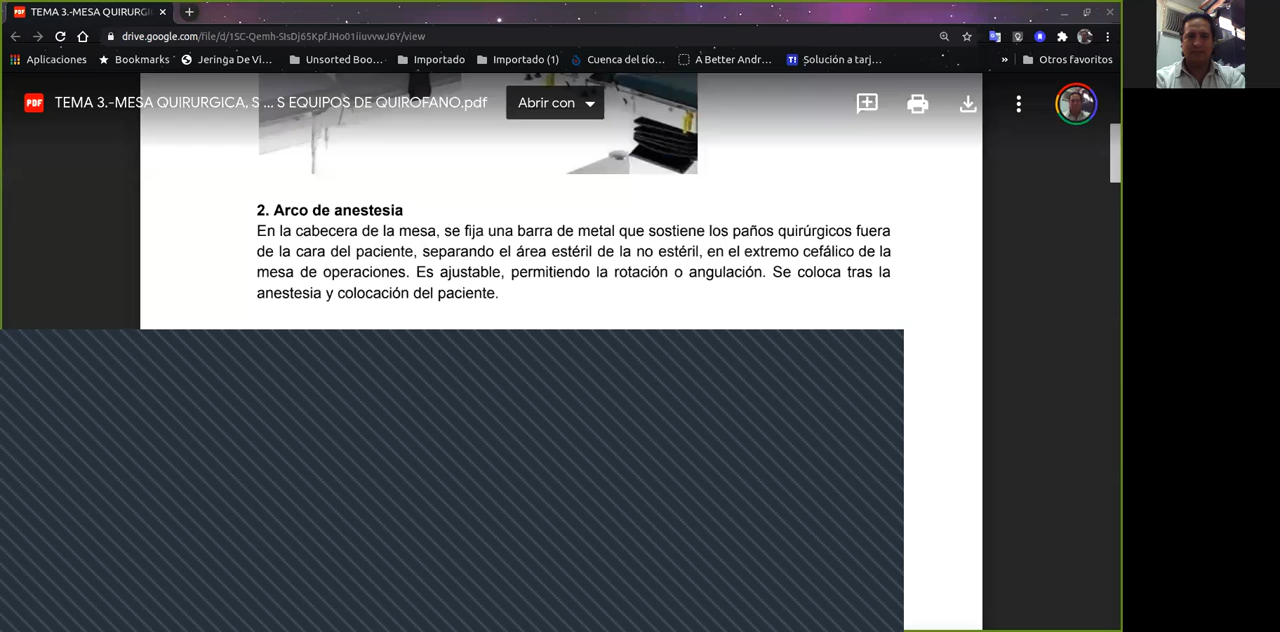 TEMA 3.-MESA QUIRURGI
drive.google.com/file/d/1SC-Qemh-SIsDj65KpfJHo01iiuvvwJ6Y/view
Aplicaciones Bookmarks Jeringa De Vi... Unsorted Boo... Importado Importado (1) Cuenca del río... A Better Andr... Solución a tarj... » Otros favoritos
PDF TEMA 3.-MESA QUIRURGICA, S ... S EQUIPOS DE QUIROFANO.pdf Abrir con
2. Arco de anestesia
En la cabecera de la mesa, se fija una barra de metal que sostiene los paños quirúrgicos fuera
de la cara del paciente, separando el área estéril de la no estéril, en el extremo cefálico de la
mesa de operaciones. Es ajustable, permitiendo la rotación o angulación. Se coloca tras la
anestesia y colocación del paciente.